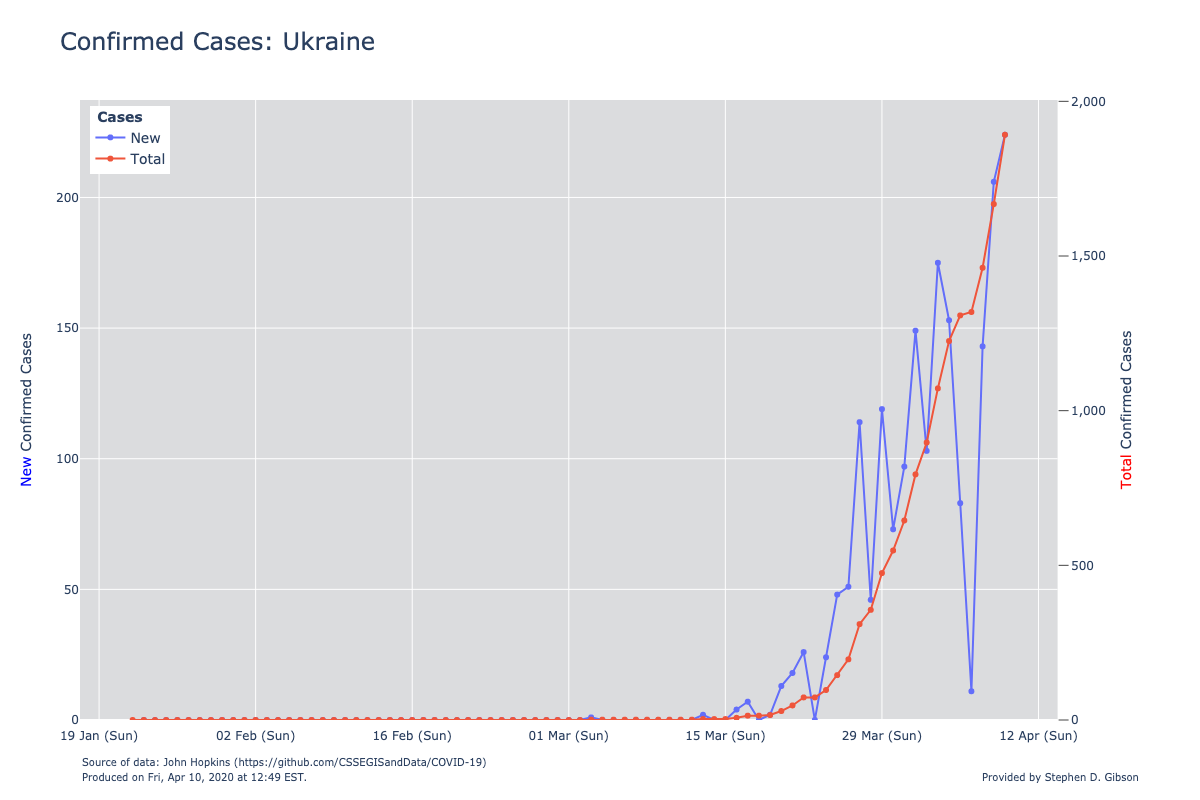 Confirmed Cases: Ukraine
Cases
New
Total
200
150
100
50
0
2,000
1,500
1,000
500
0
New Confirmed Cases
Total Confirmed Cases
19 Jan (Sun) 02 Feb (Sun) 16 Feb (Sun) 01 Mar (Sun) 15 Mar (Sun) 29 Mar (Sun) 12 Apr (Sun)
Source of data: John Hopkins (https://github.com/CSSEGISandData/COVID-19)
Produced on Fri, Apr 10, 2020 at 12:49 EST.
Provided by Stephen D. Gibson